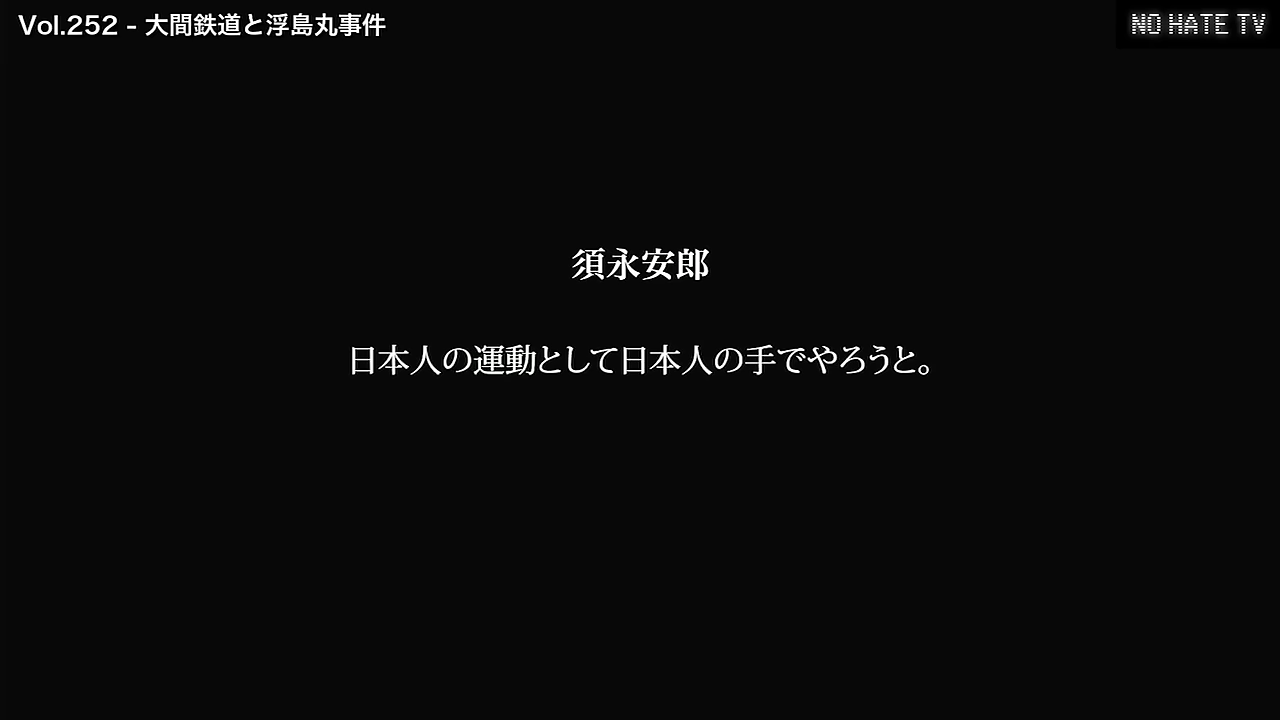 Vol.252 - 大間鉄道と浮島丸事件
NO HATE TV
須永安郎
日本人の運動として日本人の手でやろうと。